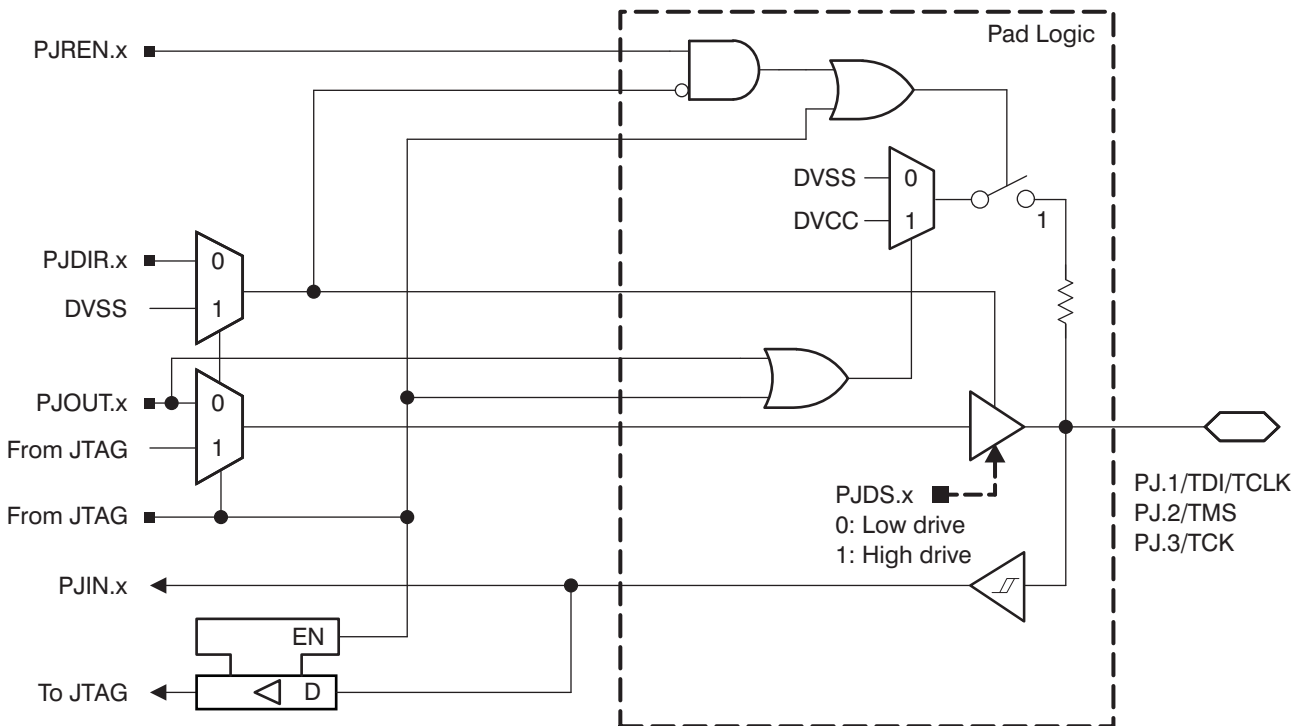 Pad Logic
PJREN.x
DVSS 0
DVCC 1
1
PJDIR.x 0
DVSS 1
PJOUT.x 0
From JTAG 1
From JTAG
PJDS.x
0: Low drive
1: High drive
PJ.1/TDI/TCLK
PJ.2/TMS
PJ.3/TCK
PJIN.x
EN
To JTAG D